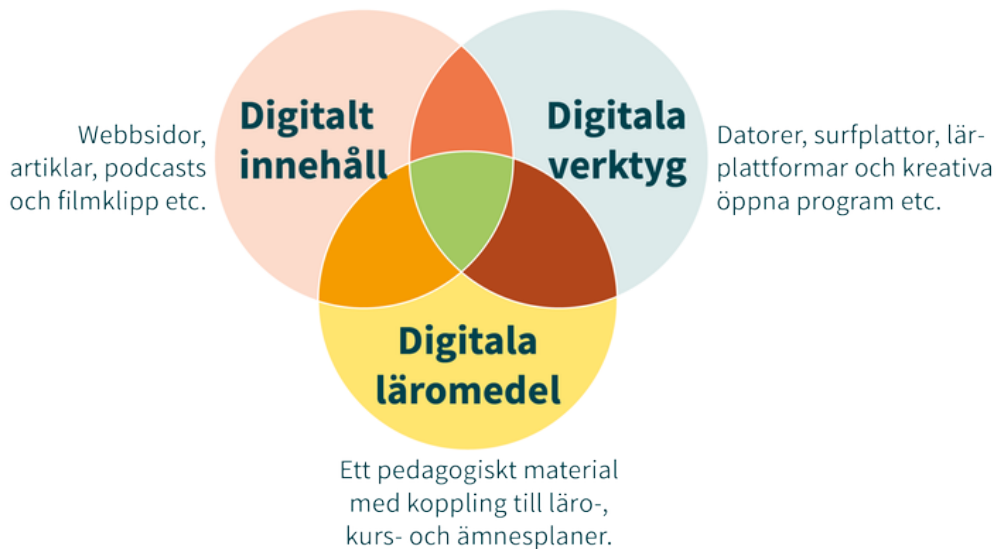 Digitalt
innehåll
Webbsidor,
artiklar, podcasts
och filmklipp etc.
Digitala
verktyg
Datorer, surfplattor, lär-
plattformar och kreativa
öppna program etc.
Digitala
läromedel
Ett pedagogiskt material
med koppling till läro-,
kurs- och ämnesplaner.